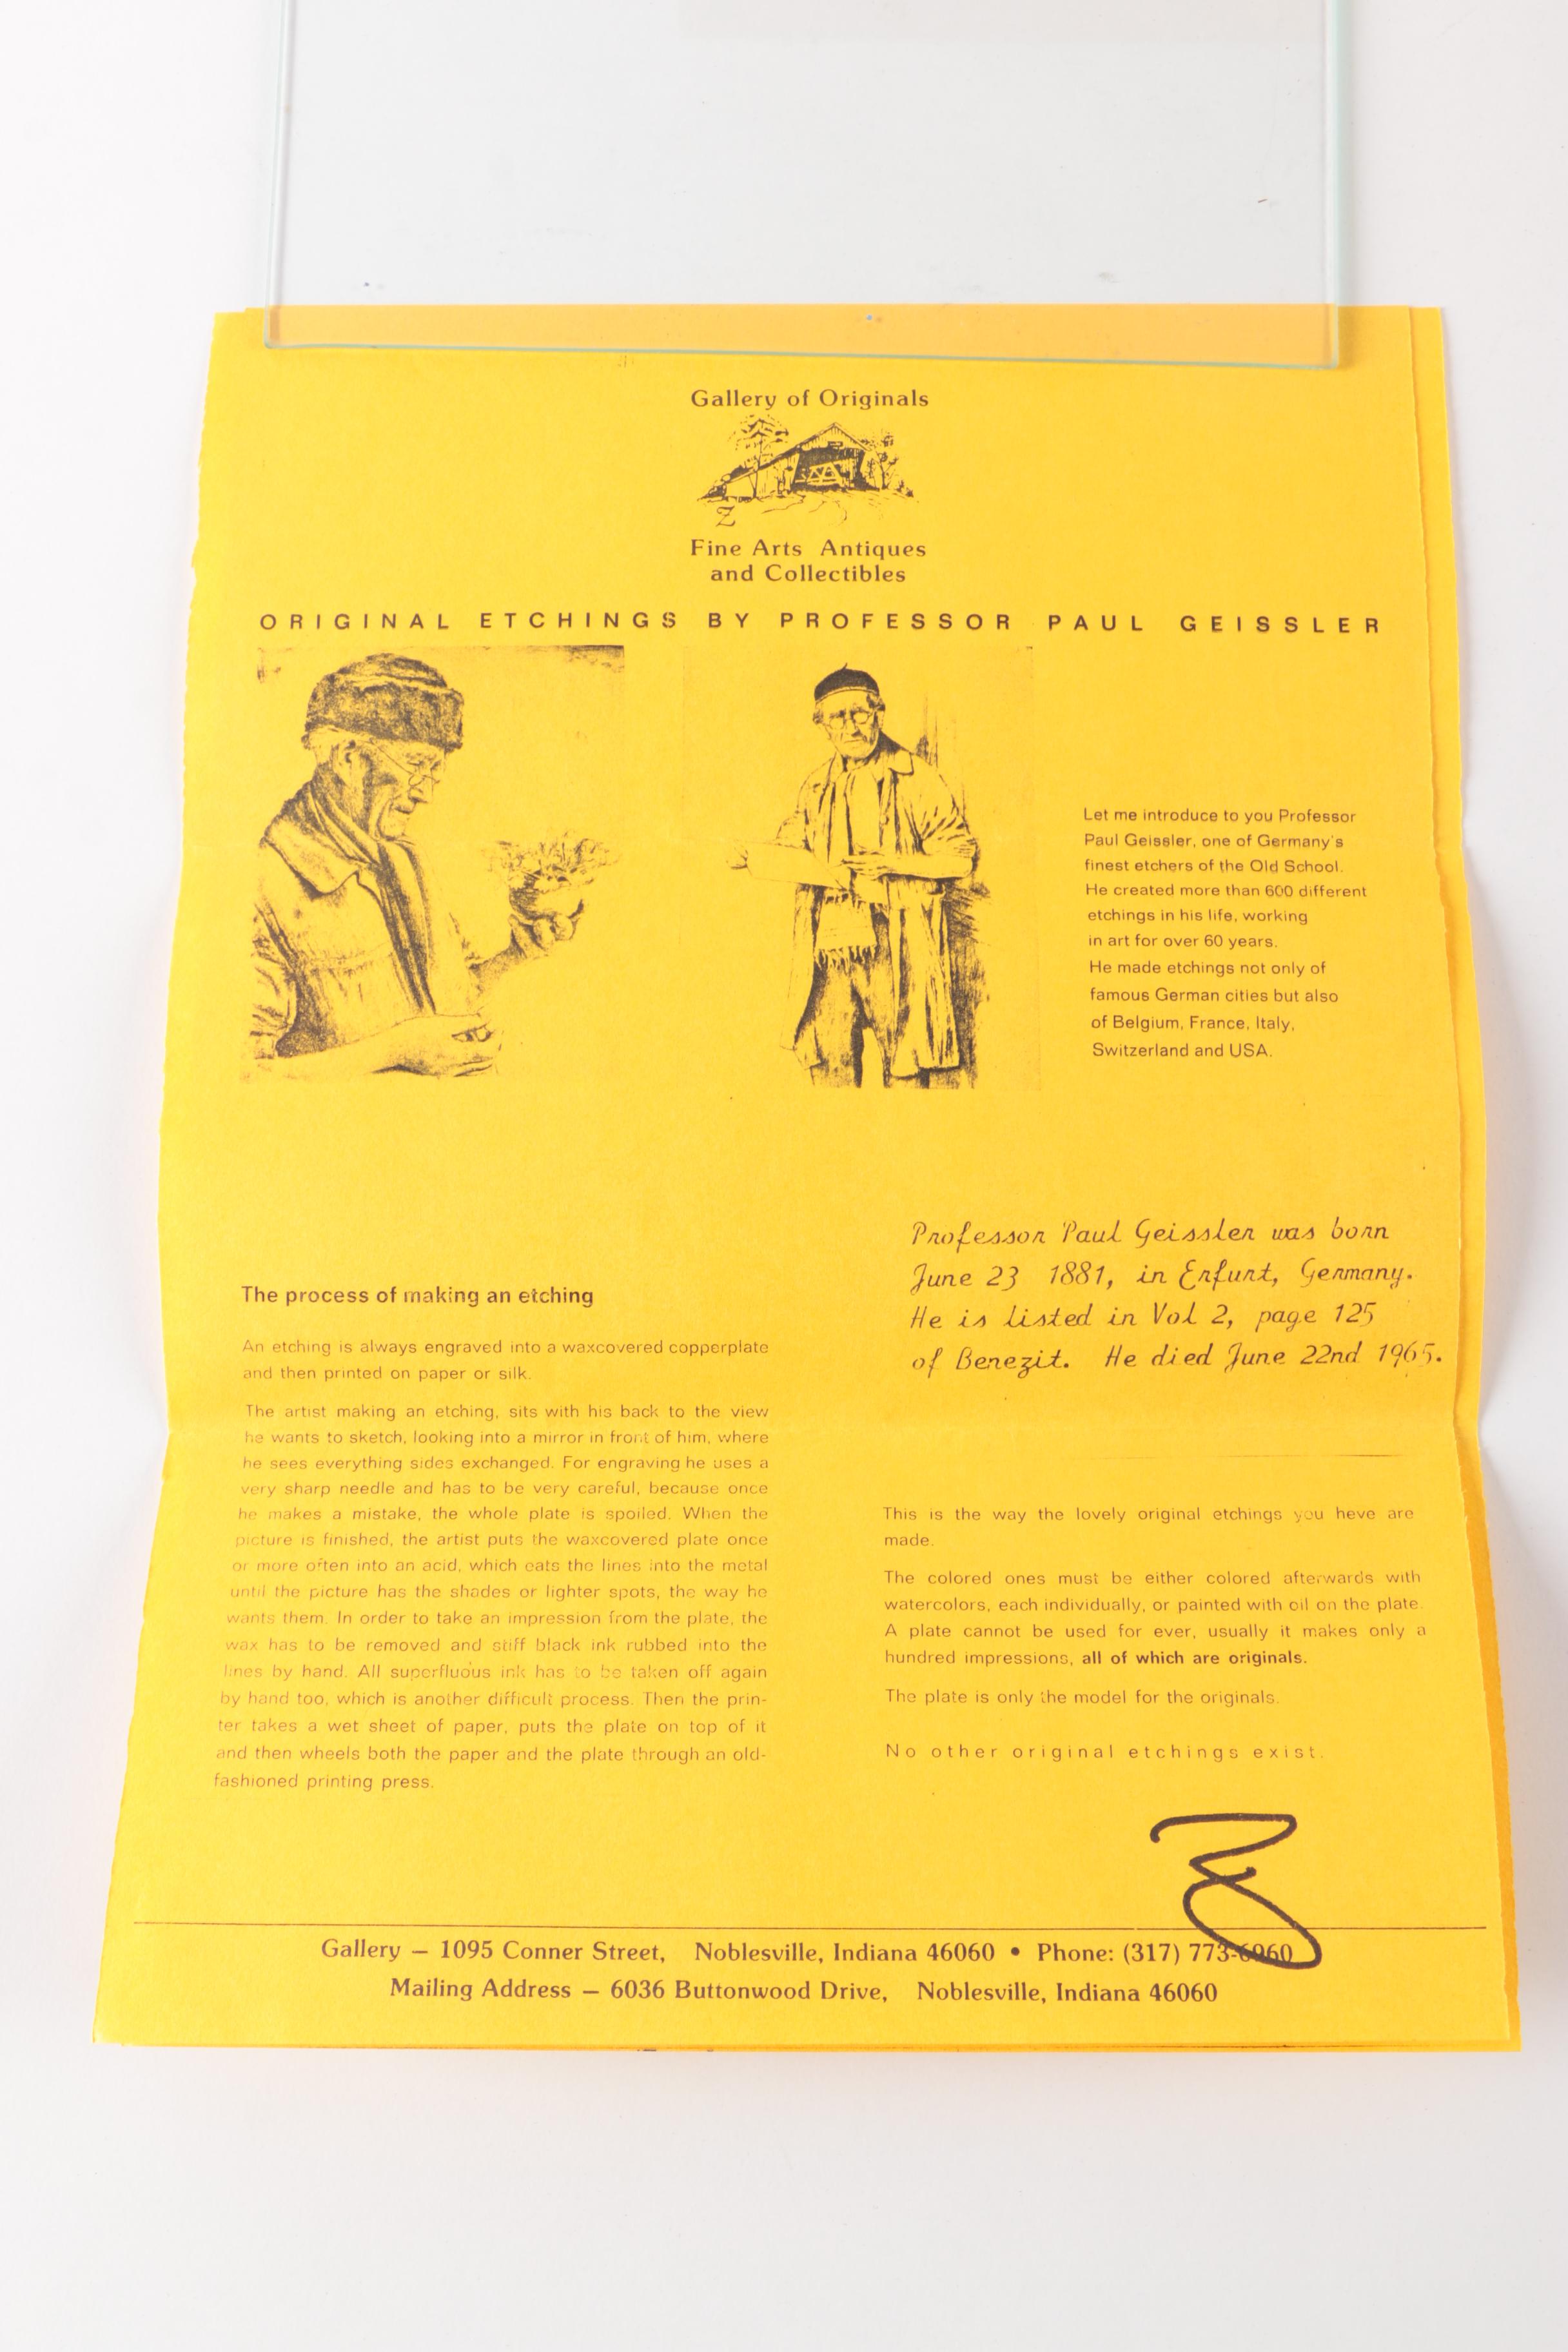 Gallery of Originals
Z
Fine Arts Antiques
and Collectibles
ORIGINAL ETCHINGS BY PROFESSOR PAUL GEISSLER
Let me introduce to you Professor
Paul Geissler, one of Germany's
finest etchers of the Old School.
He created more than 600 different
etchings in his life, working
in art for over 60 years.
He made etchings not only of
famous German cities but also
of Belgium, France, Italy,
Switzerland and USA.
Professor Paul Geissler was born
June 23 1881, in Erfurt, Germany.
He is listed in Vol 2, page 125
of Benezit. He died June 22nd 1965.
The process of making an etching
An etching is always engraved into a waxcovered copperplate
and then printed on paper or silk.
The artist making an etching, sits with his back to the view
he wants to sketch, looking into a mirror in front of him, where
he sees everything sides exchanged. For engraving he uses a
very sharp needle and has to be very careful, because once
he makes a mistake, the whole plate is spoiled. When the
picture is finished, the artist puts the waxcovered plate once
or more often into an acid, which eats the lines into the metal
until the picture has the shades or lighter spots, the way he
wants them. In order to take an impression from the plate, the
wax has to be removed and stiff black ink rubbed into the
lines by hand. All superfluous ink has to be taken off again
by hand too, which is another difficult process. Then the prin-
ter takes a wet sheet of paper, puts the plate on top of it
and then wheels both the paper and the plate through an old-
fashioned printing press.
This is the way the lovely original etchings you heve are
made.
The colored ones must be either colored afterwards with
watercolors, each individually, or painted with oil on the plate.
A plate cannot be used for ever, usually it makes only a
hundred impressions, all of which are originals.
The plate is only the model for the originals.
No other original etchings exist.
Gallery — 1095 Conner Street, Noblesville, Indiana 46060 • Phone: (317) 773-6960
Mailing Address — 6036 Buttonwood Drive, Noblesville, Indiana 46060